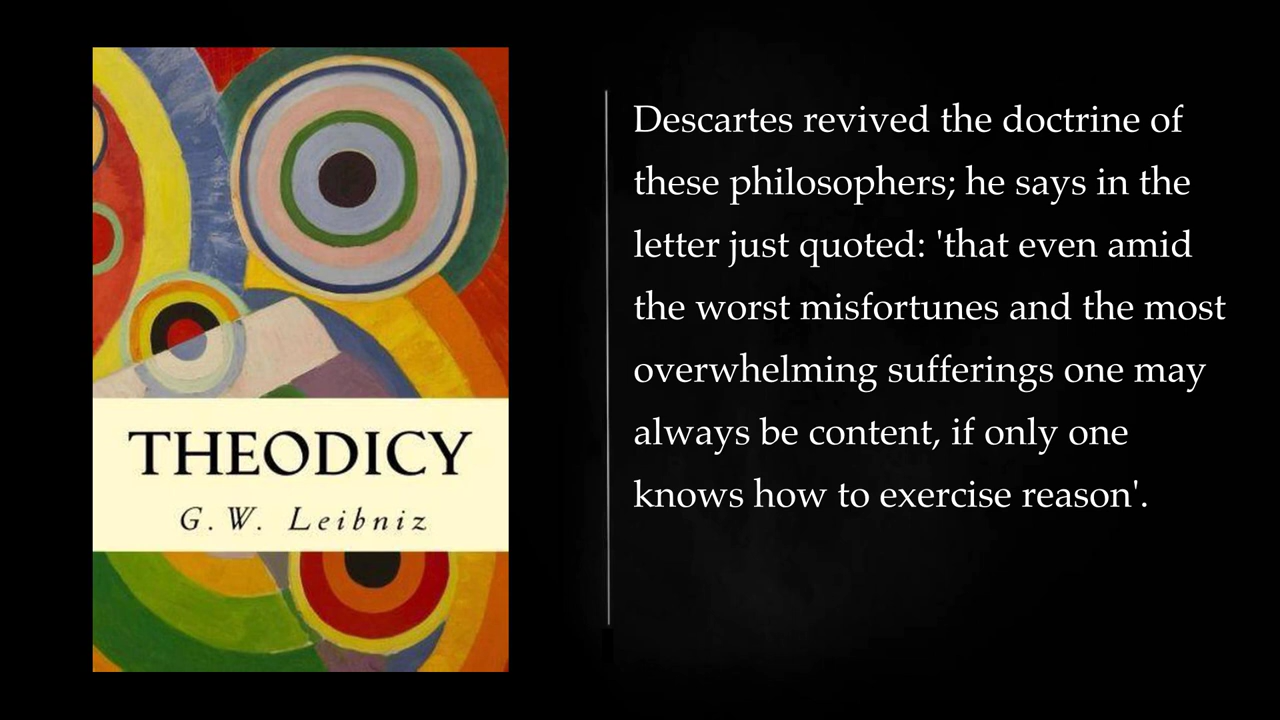 THEODICY
G. W. Leibniz
Descartes revived the doctrine of
these philosophers; he says in the
letter just quoted: 'that even amid
the worst misfortunes and the most
overwhelming sufferings one may
always be content, if only one
knows how to exercise reason'.